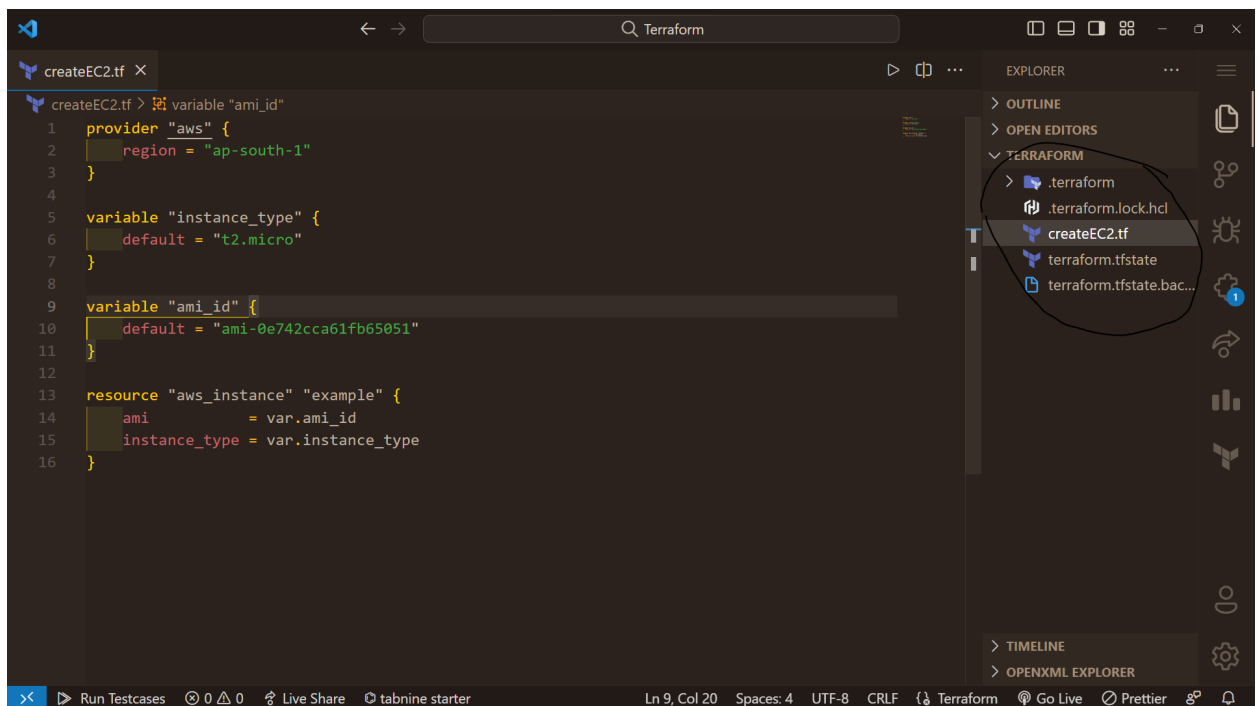 Terraform
createEC2.tf
EXPLORER
createEC2.tf > variable "ami_id"
1 provider "aws" {
2 region = "ap-south-1"
3 }
4
5 variable "instance_type" {
6 default = "t2.micro"
7 }
8
9 variable "ami_id" {
10 default = "ami-0e742cca61fb65051"
11 }
12
13 resource "aws_instance" "example" {
14 ami = var.ami_id
15 instance_type = var.instance_type
16 }
OUTLINE
OPEN EDITORS
TERRAFORM
.terraform
.terraform.lock.hcl
createEC2.tf
terraform.tfstate
terraform.tfstate.bac...
1
TIMELINE
OPENXML EXPLORER
Run Testcases 0 0 Live Share tabnine starter Ln 9, Col 20 Spaces: 4 UTF-8 CRLF Terraform Go Live Prettier